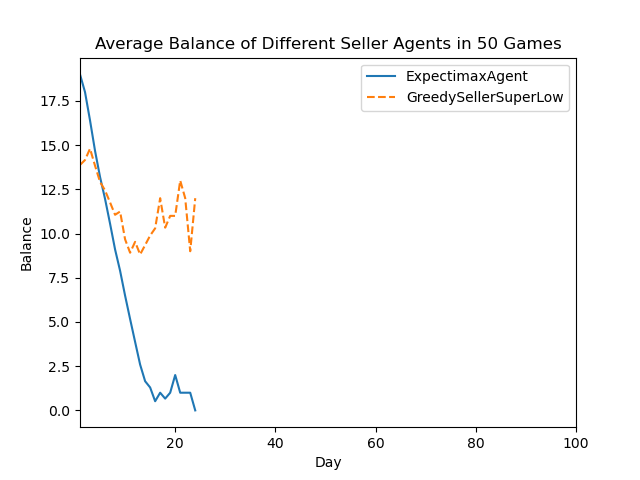 Average Balance of Different Seller Agents in 50 Games
ExpectimaxAgent
GreedySellerSuperLow
17.5
15.0
12.5
10.0
7.5
5.0
2.5
0.0
Balance
20 40 60 80 100
Day